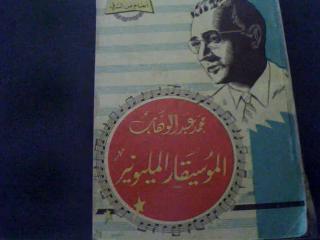 محمد عبد الوهاب
الموسيقار المليونير